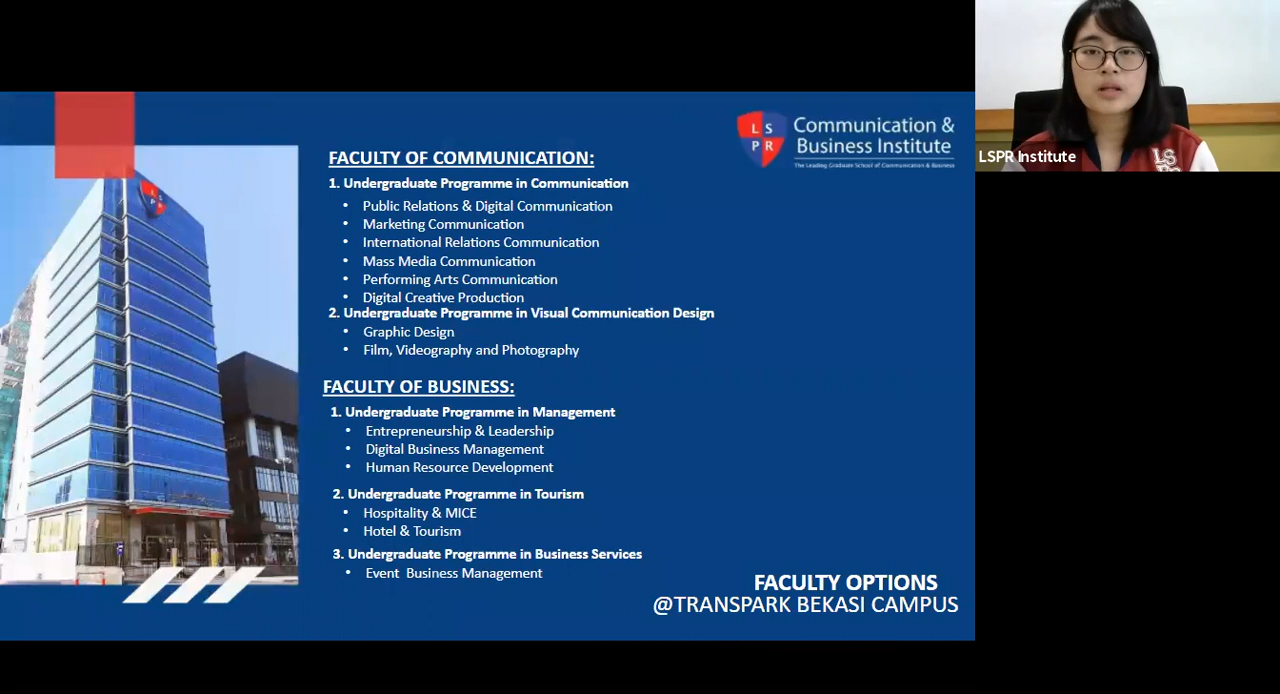 LS
PR
Communication &
Business Institute
The Leading Graduate School of Communication & Business
FACULTY OF COMMUNICATION:
1. Undergraduate Programme in Communication
• Public Relations & Digital Communication
• Marketing Communication
• International Relations Communication
• Mass Media Communication
• Performing Arts Communication
• Digital Creative Production
2. Undergraduate Programme in Visual Communication Design
• Graphic Design
• Film, Videography and Photography
FACULTY OF BUSINESS:
1. Undergraduate Programme in Management
• Entrepreneurship & Leadership
• Digital Business Management
• Human Resource Development
2. Undergraduate Programme in Tourism
• Hospitality & MICE
• Hotel & Tourism
3. Undergraduate Programme in Business Services
• Event Business Management
FACULTY OPTIONS
@TRANSPARK BEKASI CAMPUS
LSPR Institute
LS